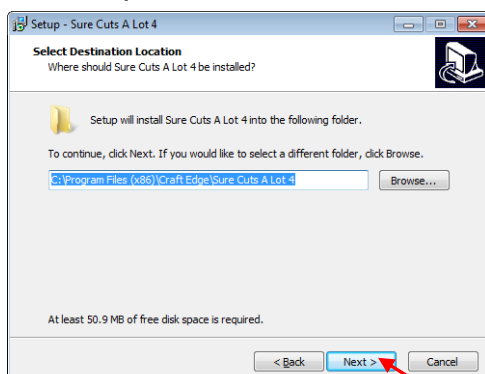 Setup - Sure Cuts A Lot 4
Select Destination Location
Where should Sure Cuts A Lot 4 be installed?
Setup will install Sure Cuts A Lot 4 into the following folder.
To continue, click Next. If you would like to select a different folder, click Browse.
C:\Program Files (x86)\Craft Edge\Sure Cuts A Lot 4
Browse...
At least 50.9 MB of free disk space is required.
< Back
Next >
Cancel